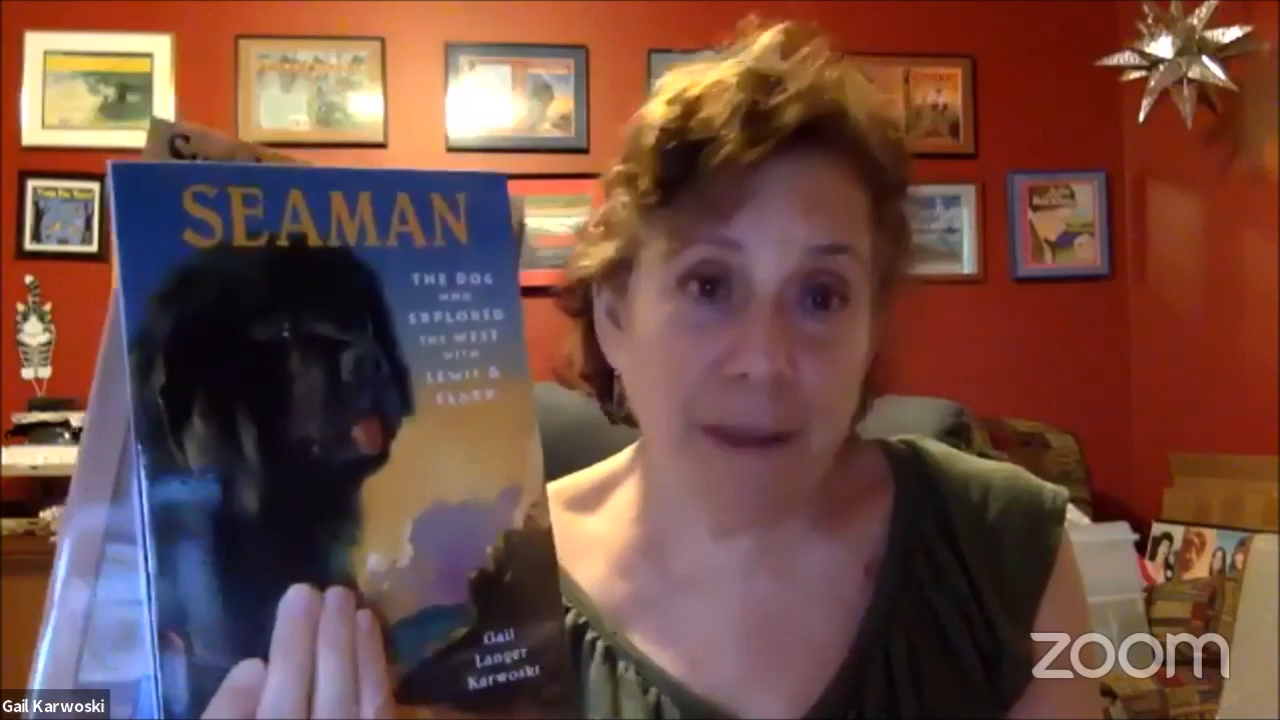 SEAMAN
THE DOG
WHO
EXPLORED
THE WEST
WITH
LEWIS &
CLARK
Gail
Langer
Karwoski
zoom
Gail Karwoski